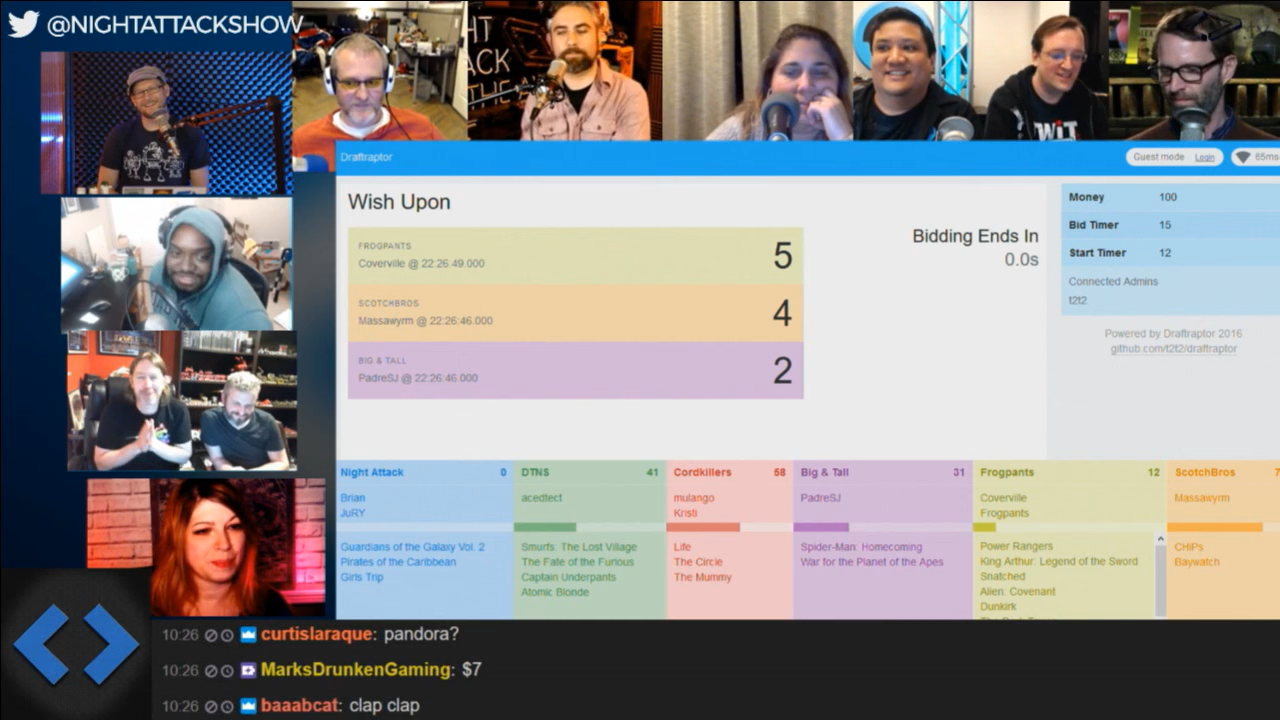 @NIGHTATTACKSHOW
Draftraptor
Guest mode Login
65ms
Wish Upon
FROGPANTS
Coverville @ 22:26:49.000
5
SCOTCHBROS
Massawyrm @ 22:26:46.000
4
BIG & TALL
PadreSJ @ 22:26:46.000
2
Bidding Ends In
0.0s
Money 100
Bid Timer 15
Start Timer 12
Connected Admins
t2t2
Powered by Draftraptor 2016
github.com/t2t2/draftraptor
Night Attack 0
Brian
JuRY
Guardians of the Galaxy Vol. 2
Pirates of the Caribbean
Girls Trip
DTNS 41
acedtect
Smurfs: The Lost Village
The Fate of the Furious
Captain Underpants
Atomic Blonde
Cordkillers 58
mulango
Kristi
Life
The Circle
The Mummy
Big & Tall 31
PadreSJ
Spider-Man: Homecoming
War for the Planet of the Apes
Frogpants 12
Coverville
Frogpants
Power Rangers
King Arthur: Legend of the Sword
Snatched
Alien: Covenant
Dunkirk
ScotchBros 7
Massawyrm
CHIPs
Baywatch
10:26 curtislaraque: pandora?
10:26 MarksDrunkenGaming: $7
10:26 baaabcat: clap clap